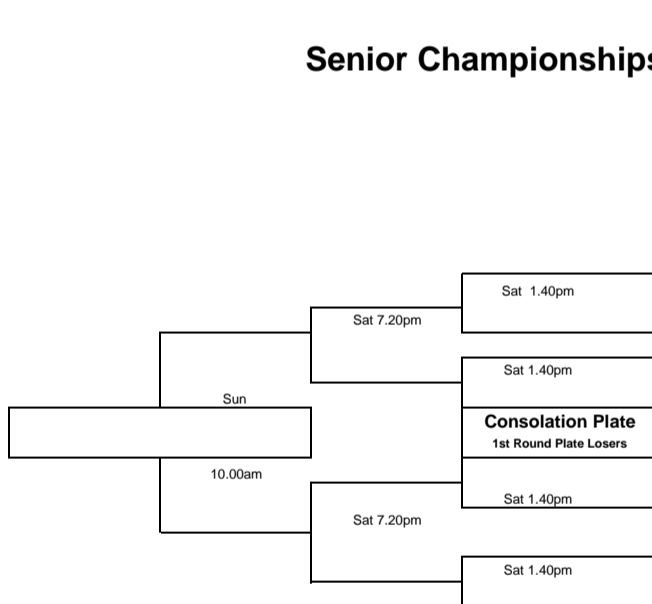 Senior Championships
Sat 1.40pm
Sat 7.20pm
Sat 1.40pm
Sun
Consolation Plate
1st Round Plate Losers
10.00am
Sat 1.40pm
Sat 7.20pm
Sat 1.40pm